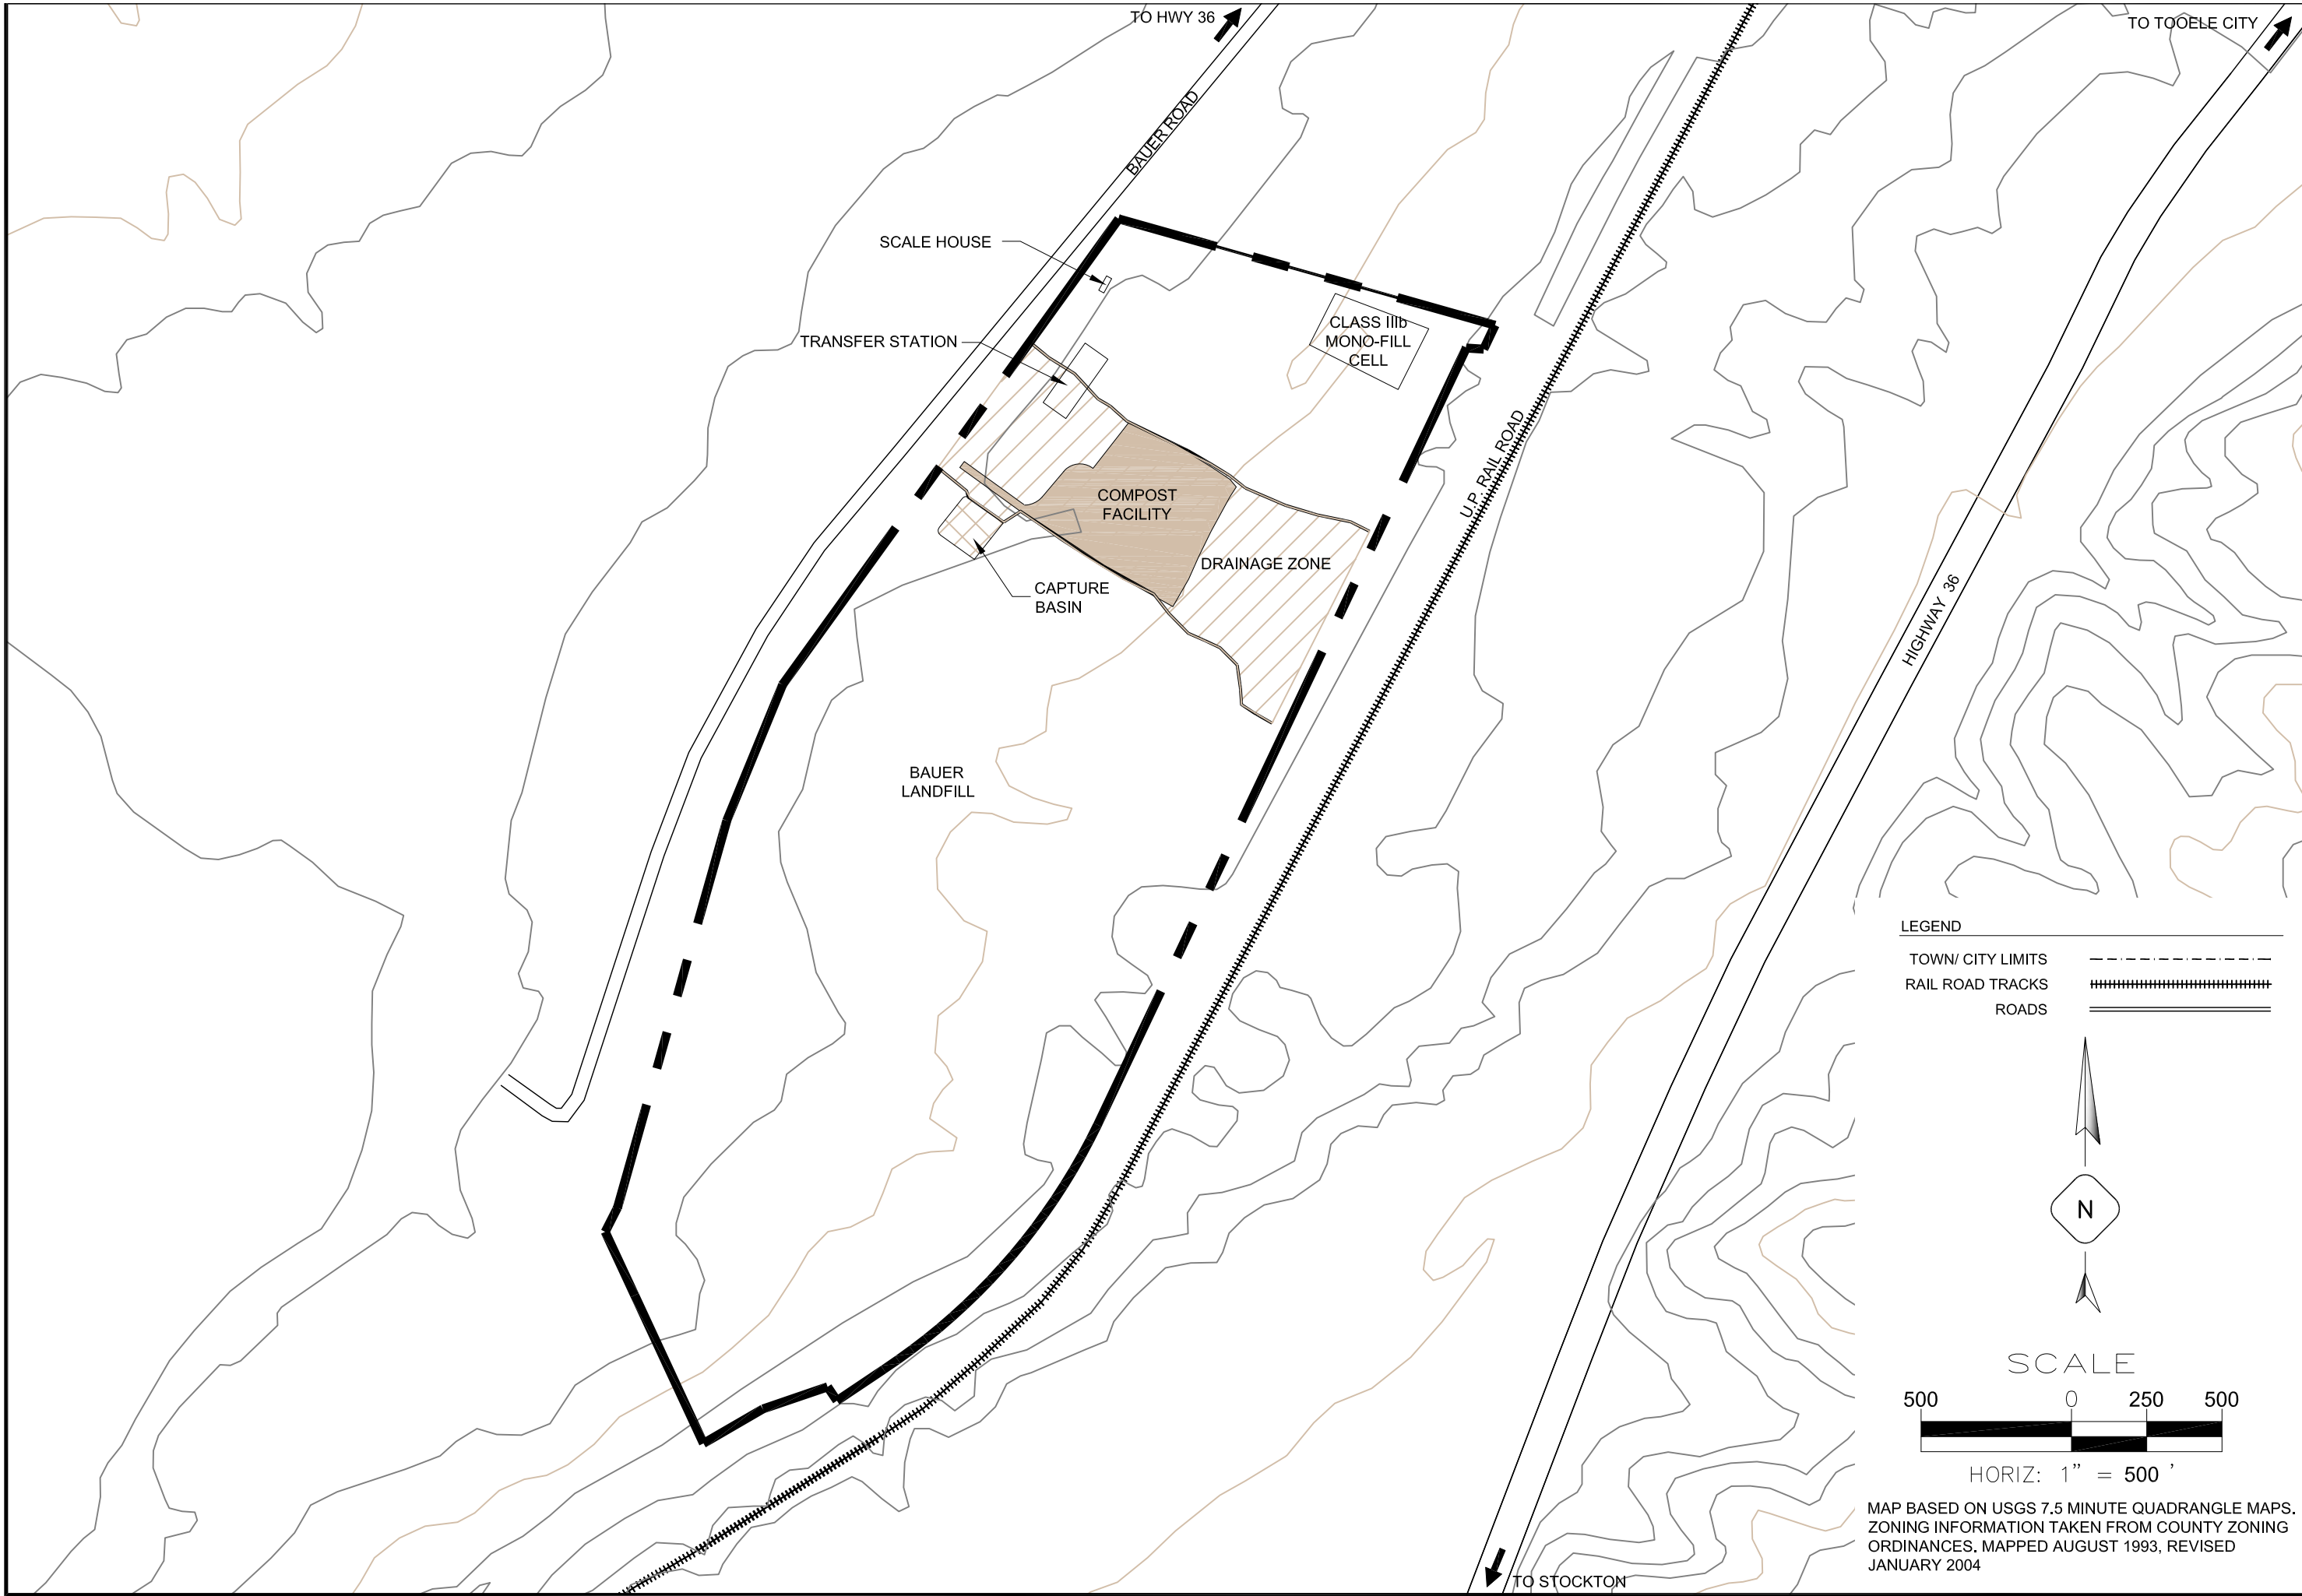 TO HWY 36
TO TOOELE CITY
BAUER ROAD
SCALE HOUSE
TRANSFER STATION
CLASS IIIb
MONO-FILL
CELL
U.P. RAIL ROAD
COMPOST
FACILITY
DRAINAGE ZONE
CAPTURE
BASIN
HIGHWAY 36
BAUER
LANDFILL
LEGEND
TOWN/ CITY LIMITS
RAIL ROAD TRACKS
ROADS
N
SCALE
500 0 250 500
HORIZ: 1" = 500 '
MAP BASED ON USGS 7.5 MINUTE QUADRANGLE MAPS.
ZONING INFORMATION TAKEN FROM COUNTY ZONING
ORDINANCES. MAPPED AUGUST 1993, REVISED
JANUARY 2004
TO STOCKTON